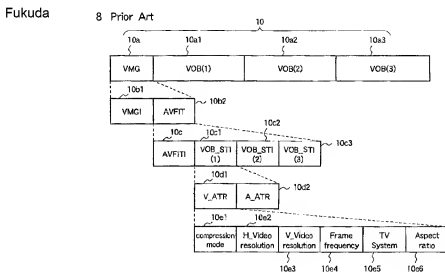 Fukuda
8 Prior Art
10
10a 10a1 10a2 10a3
VMG VOB(1) VOB(2) VOB(3)
10b1 10b2
VMGI AVFIT
10c 10c1 10c2 10c3
AVFITI VOB_STI (1) VOB_STI (2) VOB_STI (3)
10d1 10d2
V_ATR A_ATR
10e1 10e2
compression mode H_Video resolution V_Video resolution Frame frequency TV System Aspect ratio
10e3 10e4 10e5 10e6